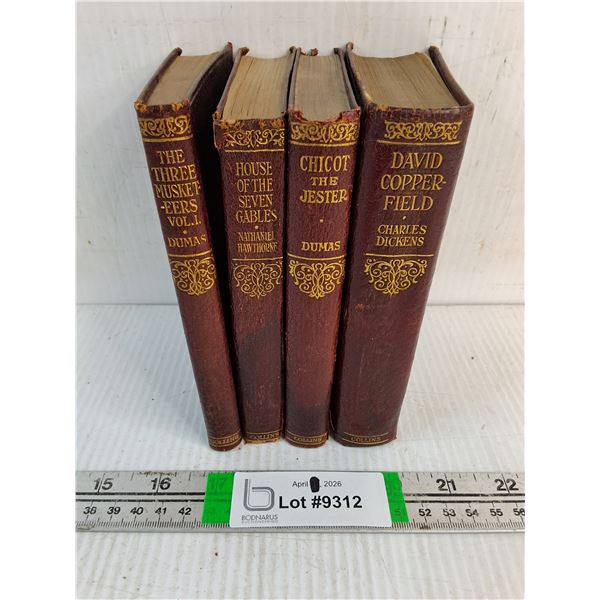 THE
THREE
MUSKET-
-EERS
VOL.I.
DUMAS
COLLINS
HOUSE
OF THE
SEVEN
GABLES
NATHANIEL
HAWTHORNE
COLLINS
CHICOT
THE
JESTER
DUMAS
COLLINS
DAVID
COPPER-
FIELD
CHARLES
DICKENS
COLLINS
15 16 17 21 22
38 39 40 41 42 52 53 54 55 56
April 2026
Lot #9312
BODNARUS
AUCTIONEERING